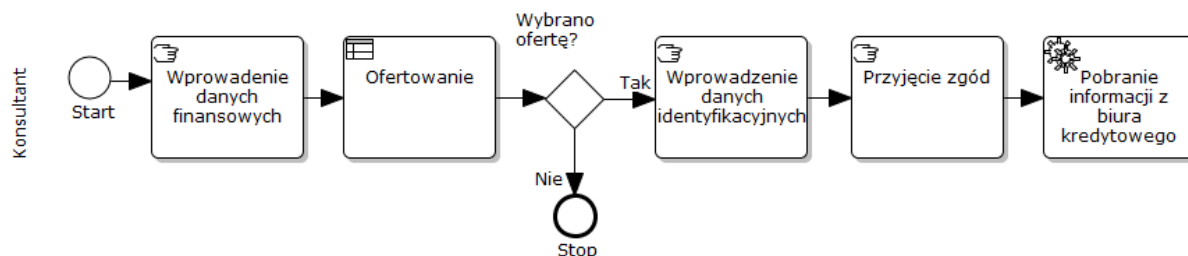 Konsultant
Start
Wprowadenie
danych
finansowych
Ofertowanie
Wybrano
ofertę?
Tak
Nie
Stop
Wprowadzenie
danych
identyfikacyjnych
Przyjęcie zgód
Pobranie
informacji z
biura
kredytowego